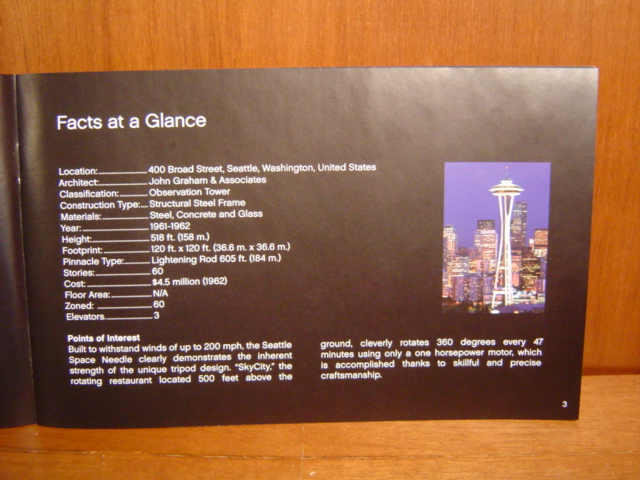 Facts at a Glance
Location: 400 Broad Street, Seattle, Washington, United States
Architect: John Graham & Associates
Classification: Observation Tower
Construction Type: Structural Steel Frame
Materials: Steel, Concrete and Glass
Year: 1961-1962
Height: 518 ft. (158 m.)
Footprint: 120 ft. x 120 ft. (36.6 m. x 36.6 m.)
Pinnacle Type: Lightening Rod 605 ft. (184 m.)
Stories: 60
Cost: $4.5 million (1962)
Floor Area: N/A
Zoned: 60
Elevators 3
Points of Interest
Built to withstand winds of up to 200 mph, the Seattle
Space Needle clearly demonstrates the inherent
strength of the unique tripod design. "SkyCity," the
rotating restaurant located 500 feet above the
ground, cleverly rotates 360 degrees every 47
minutes using only a one horsepower motor, which
is accomplished thanks to skillful and precise
craftsmanship.
3